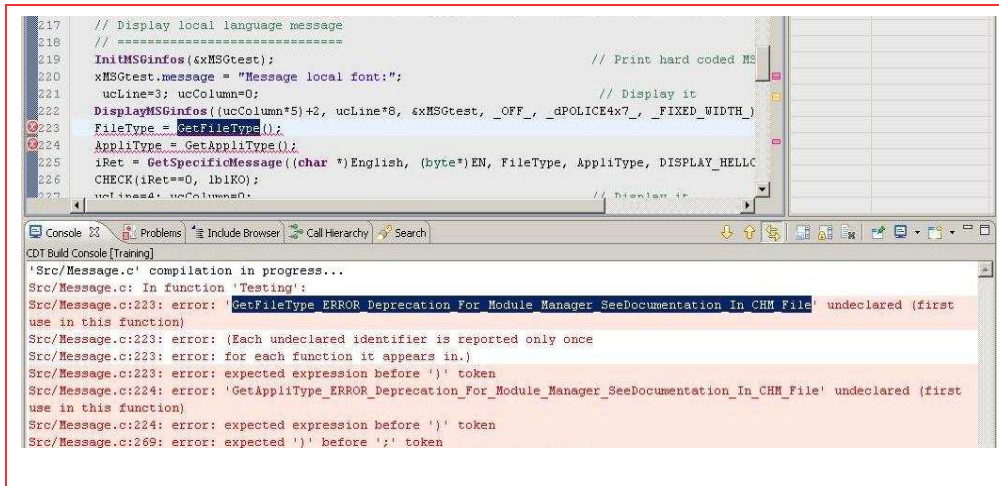 217 // Display local language message
218 // ==============================
219 InitMSGinfos(&xMSGtest); // Print hard coded MS
220 xMSGtest.message = "Message local font:";
221 ucLine=3; ucColumn=0; // Display it
222 DisplayMSGinfos((ucColumn*5)+2, ucLine*8, &xMSGtest, _OFF_, _dPOLICE4x7_, _FIXED_WIDTH_)
223 FileType = GetFileType();
224 AppliType = GetAppliType();
225 iRet = GetSpecificMessage((char *)English, (byte*)EN, FileType, AppliType, DISPLAY_HELLO
226 CHECK(iRet==0, lblKO);
227 ucLine=4; ucColumn=0; // Display it
Console Problems Include Browser Call Hierarchy Search
CDT Build Console [Training]
'Src/Message.c' compilation in progress...
Src/Message.c: In function 'Testing':
Src/Message.c:223: error: 'GetFileType_ERROR_Deprecation_For_Module_Manager_SeeDocumentation_In_CHM_File' undeclared (first
use in this function)
Src/Message.c:223: error: (Each undeclared identifier is reported only once
Src/Message.c:223: error: for each function it appears in.)
Src/Message.c:223: error: expected expression before ')' token
Src/Message.c:224: error: 'GetAppliType_ERROR_Deprecation_For_Module_Manager_SeeDocumentation_In_CHM_File' undeclared (first
use in this function)
Src/Message.c:224: error: expected expression before ')' token
Src/Message.c:269: error: expected ')' before ';' token